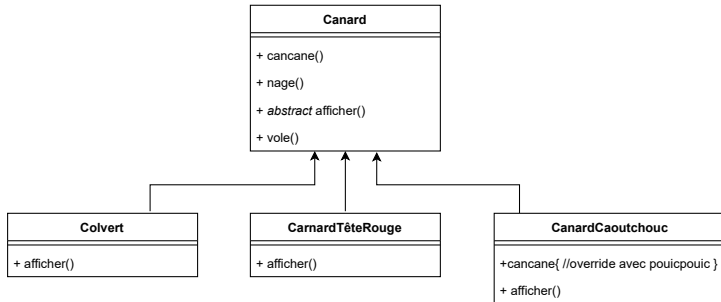 Canard
+ cancane()
+ nage()
+ abstract afficher()
+ vole()
Colvert
+ afficher()
CarnardTêteRouge
+ afficher()
CanardCaoutchouc
+cancane{ //override avec pouicpouic }
+ afficher()